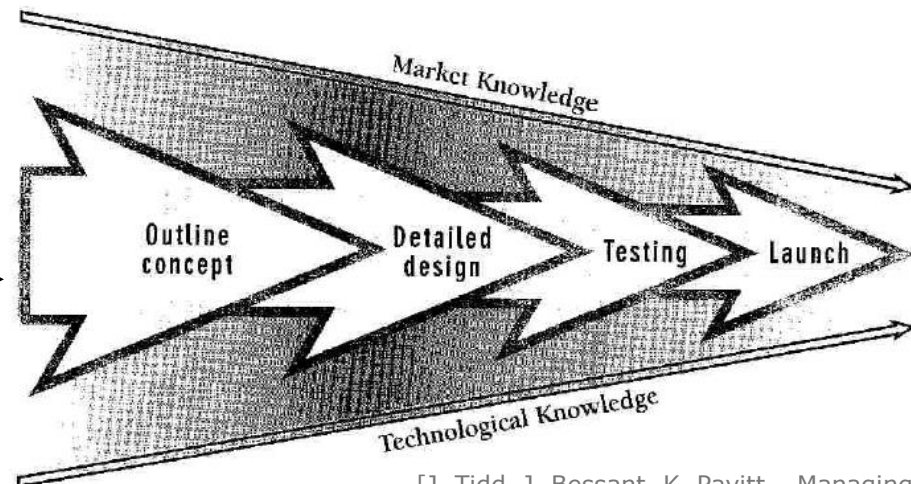 Market Knowledge
Outline
concept
Detailed
design
Testing
Launch
Technological Knowledge
[J. Tidd, J. Bessant, K. Pavitt, Managing